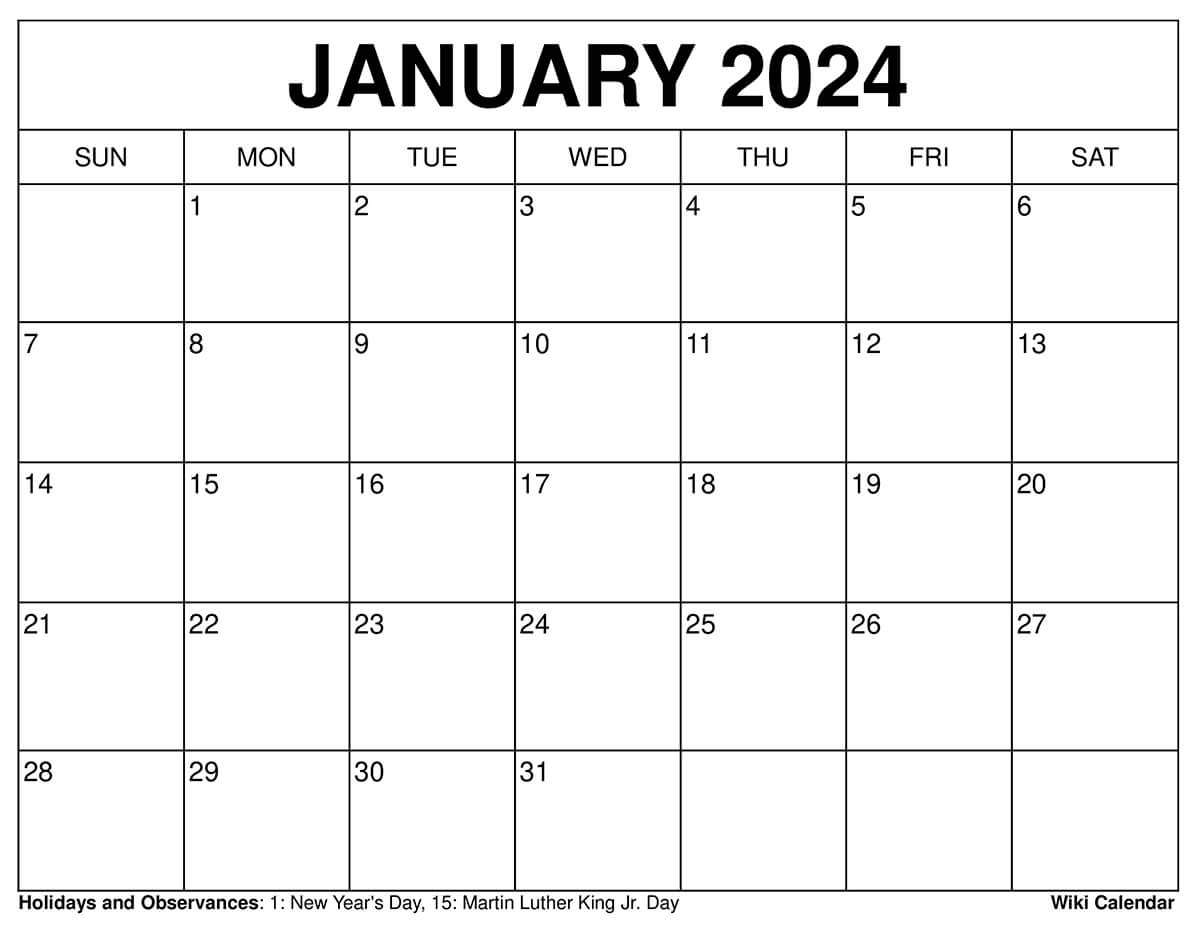 JANUARY 2024
SUN MON TUE WED THU FRI SAT
1 2 3 4 5 6
7 8 9 10 11 12 13
14 15 16 17 18 19 20
21 22 23 24 25 26 27
28 29 30 31
Holidays and Observances: 1: New Year's Day, 15: Martin Luther King Jr. Day Wiki Calendar